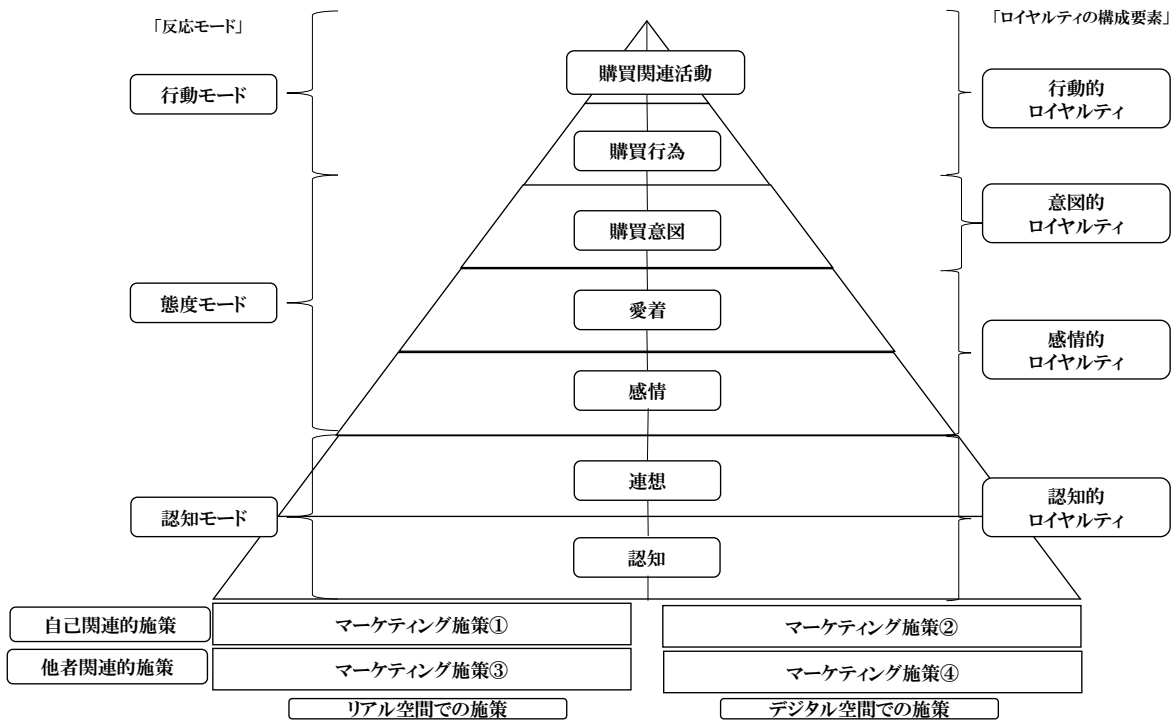 「反応モード」
「ロイヤルティの構成要素」
購買関連活動
行動モード
行動的
ロイヤルティ
購買行為
意図的
ロイヤルティ
購買意図
態度モード
愛着
感情的
ロイヤルティ
感情
連想
認知モード
認知的
ロイヤルティ
認知
自己関連的施策
マーケティング施策①
マーケティング施策②
他者関連的施策
マーケティング施策③
マーケティング施策④
リアル空間での施策
デジタル空間での施策